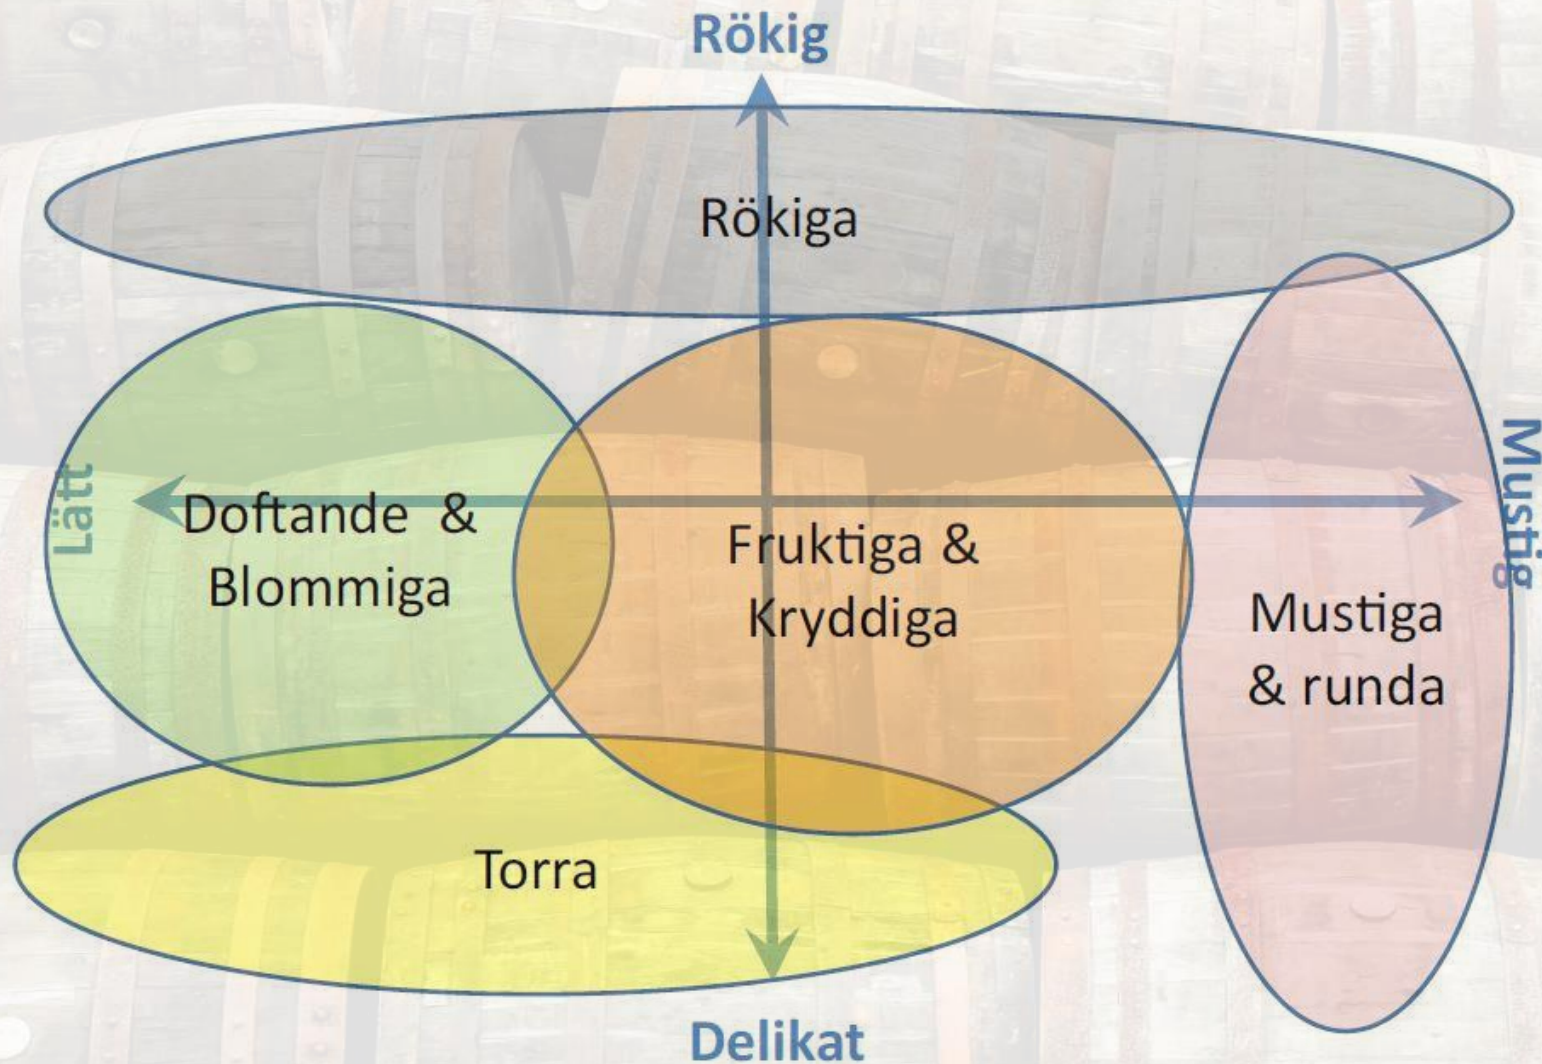 Rökig
Rökiga
Lätt
Doftande &
Blommiga
Fruktiga &
Kryddiga
Mustig
Mustiga
& runda
Torra
Delikat